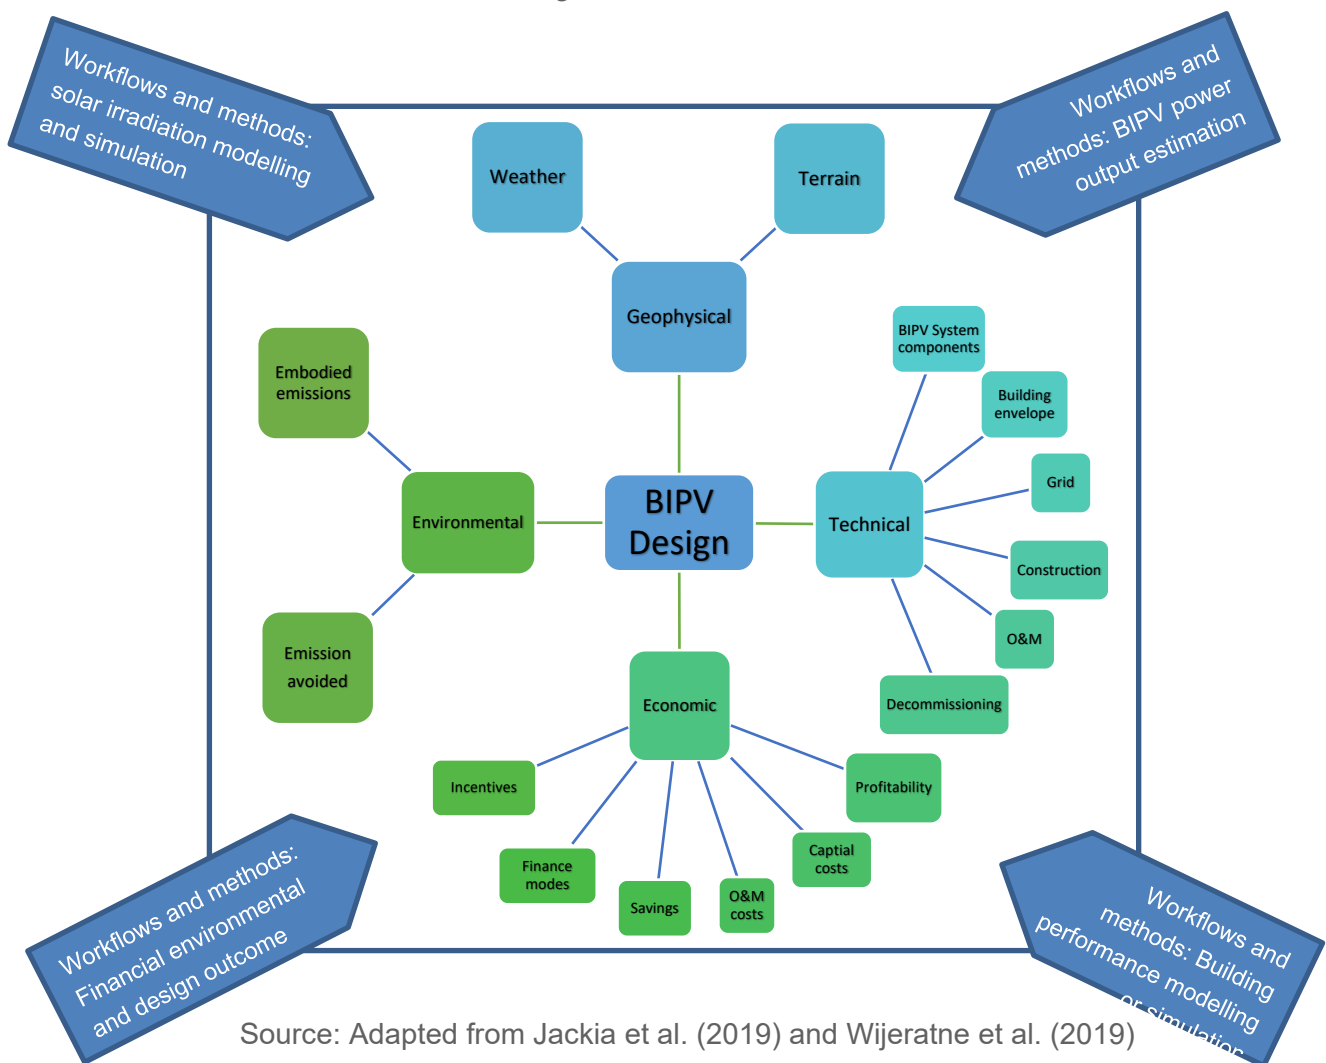 Workflows and methods:
solar irradiation modelling
and simulation
Workflows and
methods: BIPV power
output estimation
Weather
Terrain
Geophysical
BIPV System
components
Building
envelope
Embodied
emissions
Grid
Environmental
BIPV
Design
Technical
Construction
O&M
Emission
avoided
Decommissioning
Economic
Incentives
Profitability
Finance
modes
Savings
O&M
costs
Captial
costs
Workflows and methods:
Financial environmental
and design outcome
Workflows and
methods: Building
performance modelling
or simulation
Source: Adapted from Jackia et al. (2019) and Wijeratne et al. (2019)